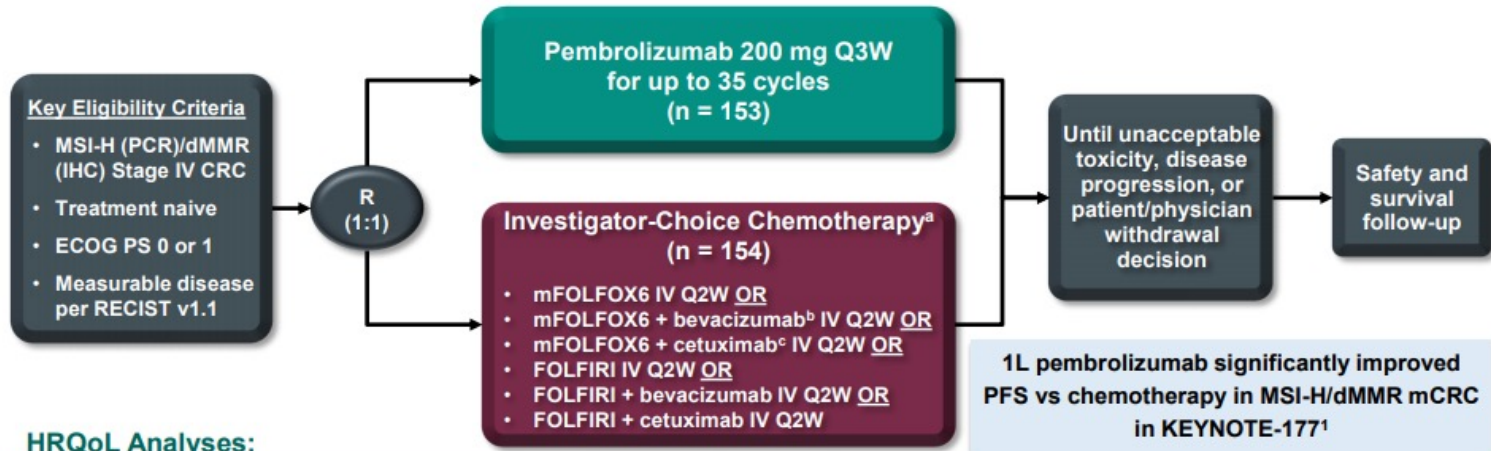 Key Eligibility Criteria
• MSI-H (PCR)/dMMR
(IHC) Stage IV CRC
• Treatment naive
• ECOG PS 0 or 1
• Measurable disease
per RECIST v1.1
R
(1:1)
Pembrolizumab 200 mg Q3W
for up to 35 cycles
(n = 153)
Investigator-Choice Chemotherapyᵃ
(n = 154)
• mFOLFOX6 IV Q2W OR
• mFOLFOX6 + bevacizumabᵇ IV Q2W OR
• mFOLFOX6 + cetuximabᶜ IV Q2W OR
• FOLFIRI IV Q2W OR
• FOLFIRI + bevacizumab IV Q2W OR
• FOLFIRI + cetuximab IV Q2W
Until unacceptable
toxicity, disease
progression, or
patient/physician
withdrawal
decision
Safety and
survival
follow-up
1L pembrolizumab significantly improved
PFS vs chemotherapy in MSI-H/dMMR mCRC
in KEYNOTE-177¹
HRQoL Analyses: